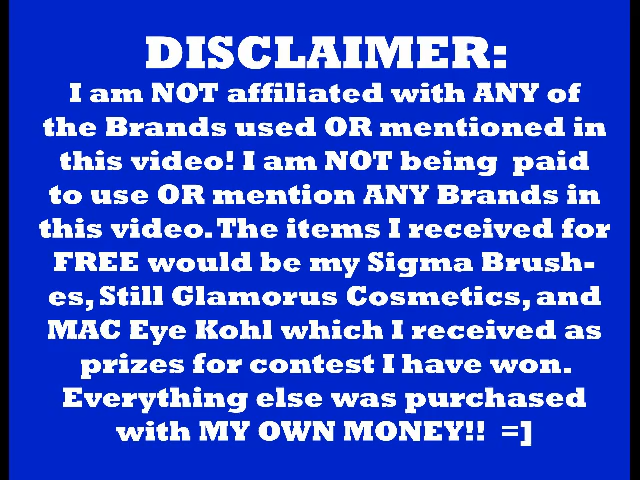 DISCLAIMER:
I am NOT affiliated with ANY of
the Brands used OR mentioned in
this video! I am NOT being  paid
to use OR mention ANY Brands in
this video. The items I received for
FREE would be my Sigma Brush-
es, Still Glamorus Cosmetics, and
MAC Eye Kohl which I received as
prizes for contest I have won.
Everything else was purchased
with MY OWN MONEY!!  =]